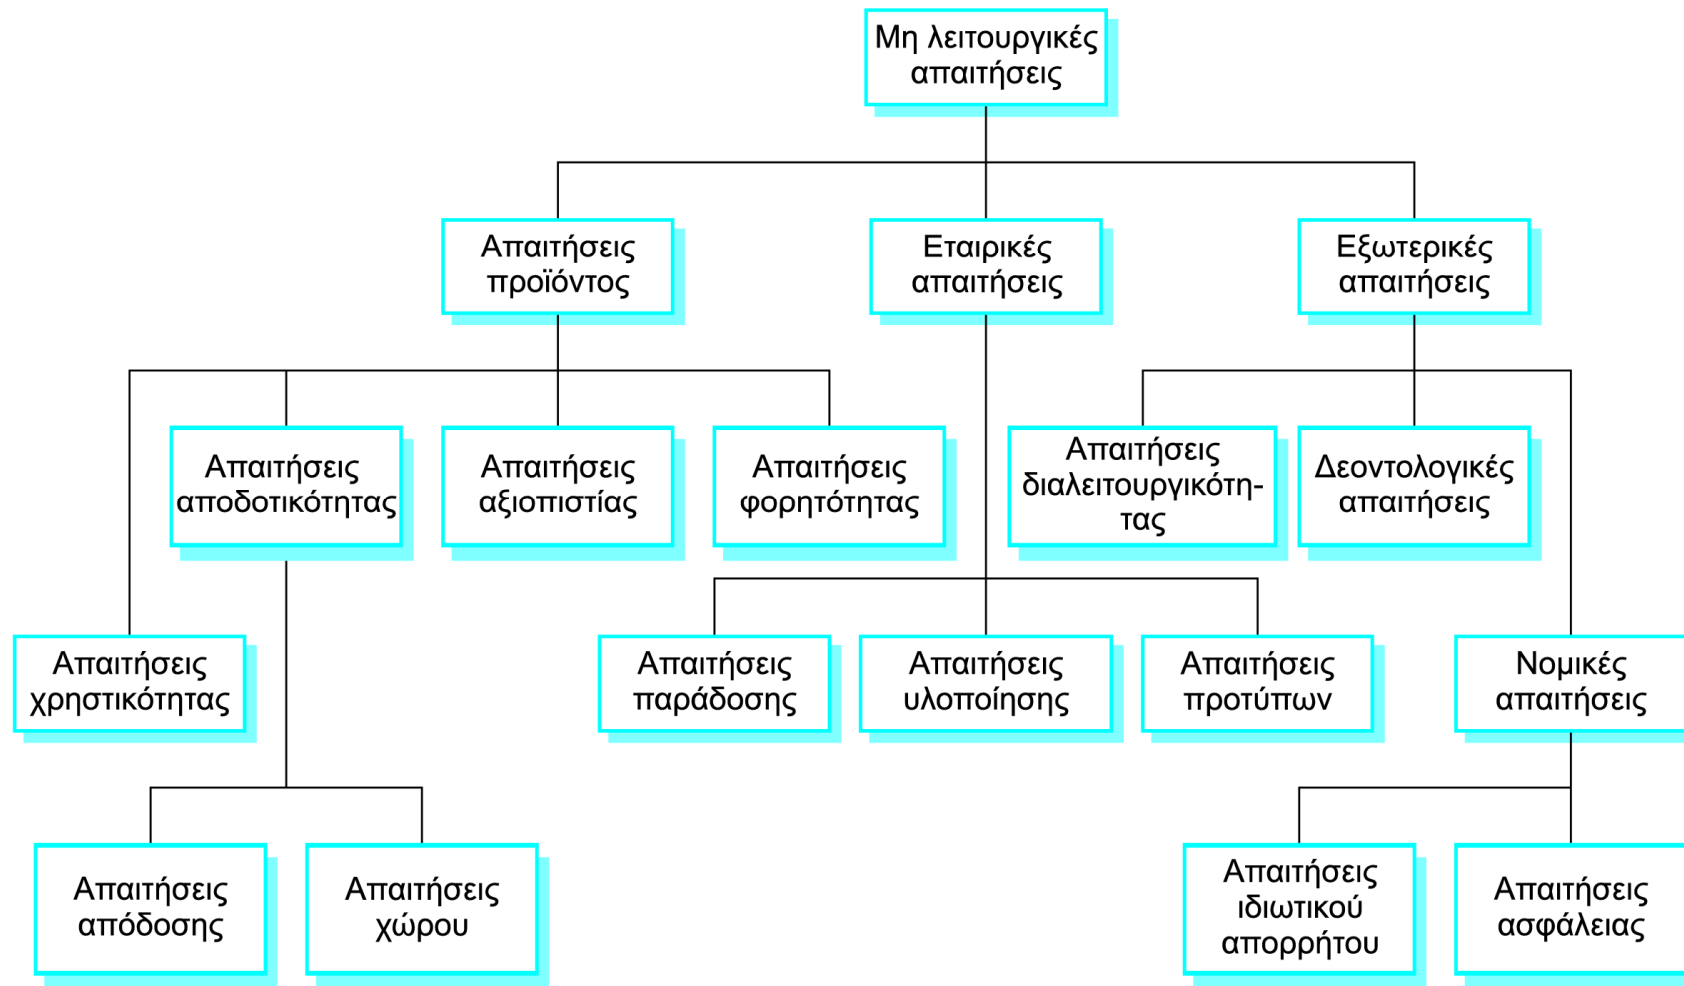 Μη λειτουργικές
απαιτήσεις
Απαιτήσεις
προϊόντος
Εταιρικές
απαιτήσεις
Εξωτερικές
απαιτήσεις
Απαιτήσεις
αποδοτικότητας
Απαιτήσεις
αξιοπιστίας
Απαιτήσεις
φορητότητας
Απαιτήσεις
διαλειτουργικότη-
τας
Δεοντολογικές
απαιτήσεις
Απαιτήσεις
χρηστικότητας
Απαιτήσεις
παράδοσης
Απαιτήσεις
υλοποίησης
Απαιτήσεις
προτύπων
Νομικές
απαιτήσεις
Απαιτήσεις
απόδοσης
Απαιτήσεις
χώρου
Απαιτήσεις
ιδιωτικού
απορρήτου
Απαιτήσεις
ασφάλειας